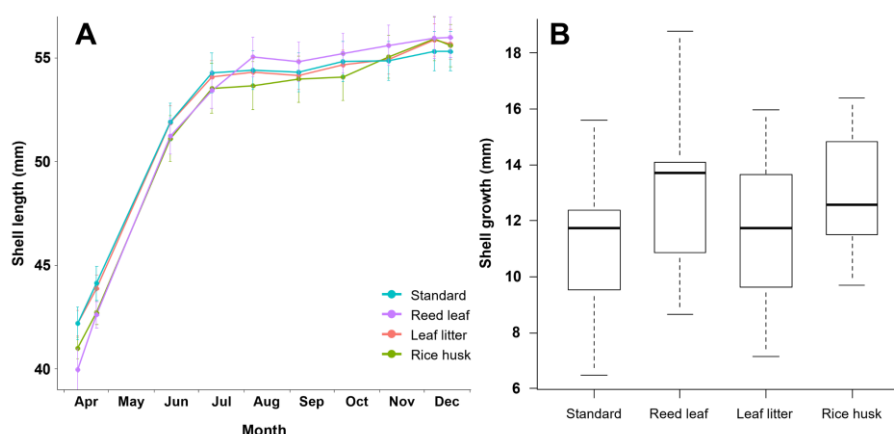 A
Shell length (mm)
55
50
45
40
Standard
Reed leaf
Leaf litter
Rice husk
Apr May Jun Jul Aug Sep Oct Nov Dec
Month
B
Shell growth (mm)
18
16
14
12
10
8
6
Standard Reed leaf Leaf litter Rice husk